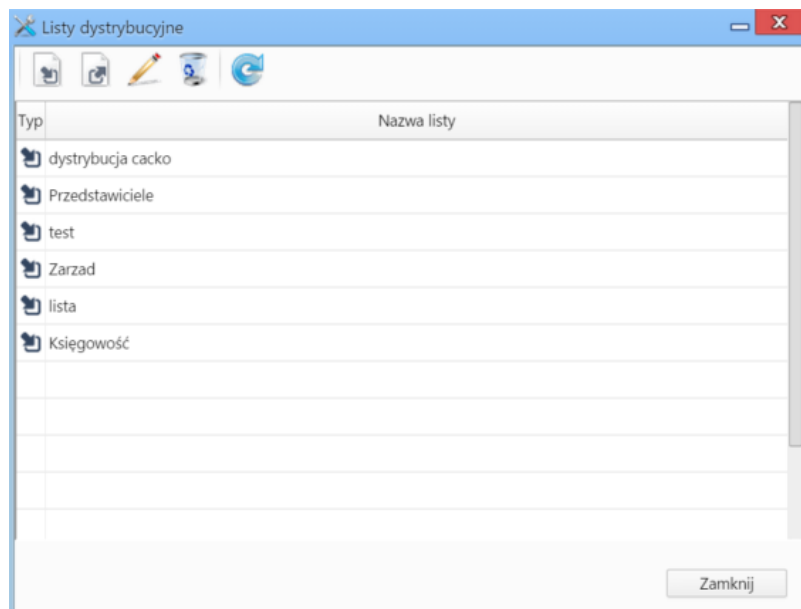 Listy dystrybucyjne
Typ Nazwa listy
dystrybucja cacko
Przedstawiciele
test
Zarzad
lista
Księgowość
Zamknij